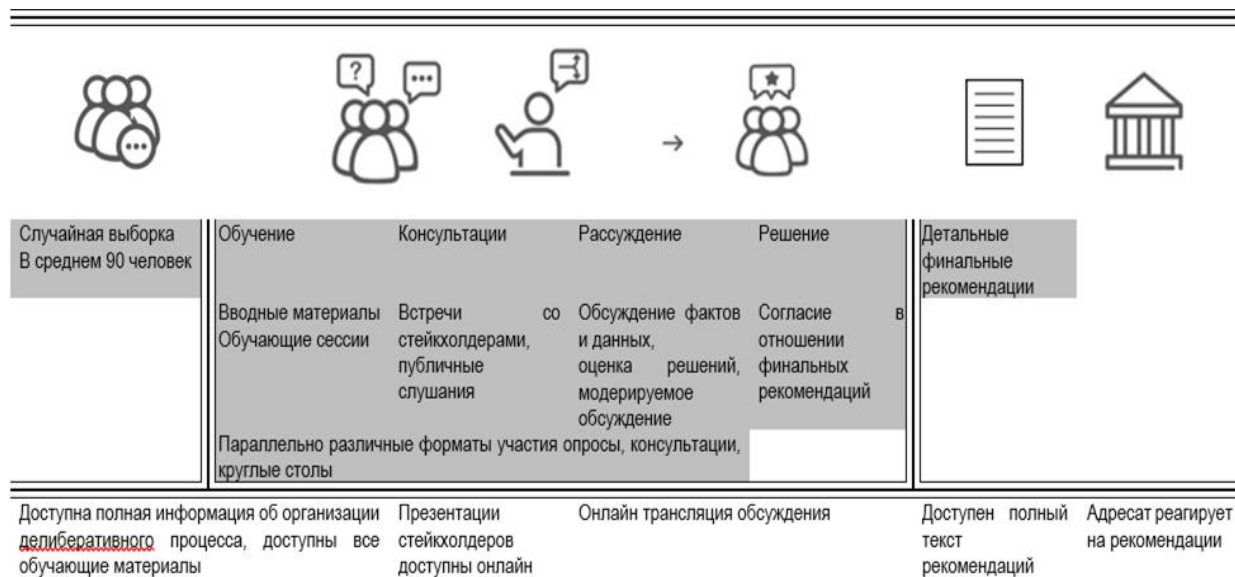 ?
Случайная выборка
В среднем 90 человек
Обучение
Консультации
Рассуждение
Решение
Детальные
финальные
рекомендации
Вводные материалы
Обучающие сессии
Встречи со
стейкхолдерами,
публичные
слушания
Обсуждение фактов
и данных,
оценка решений,
модерируемое
обсуждение
Согласие в
отношении
финальных
рекомендаций
Параллельно различные форматы участия опросы, консультации,
круглые столы
Доступна полная информация об организации
делиберативного процесса, доступны все
обучающие материалы
Презентации
стейкхолдеров
доступны онлайн
Онлайн трансляция обсуждения
Доступен полный
текст
рекомендаций
Адресат реагирует
на рекомендации